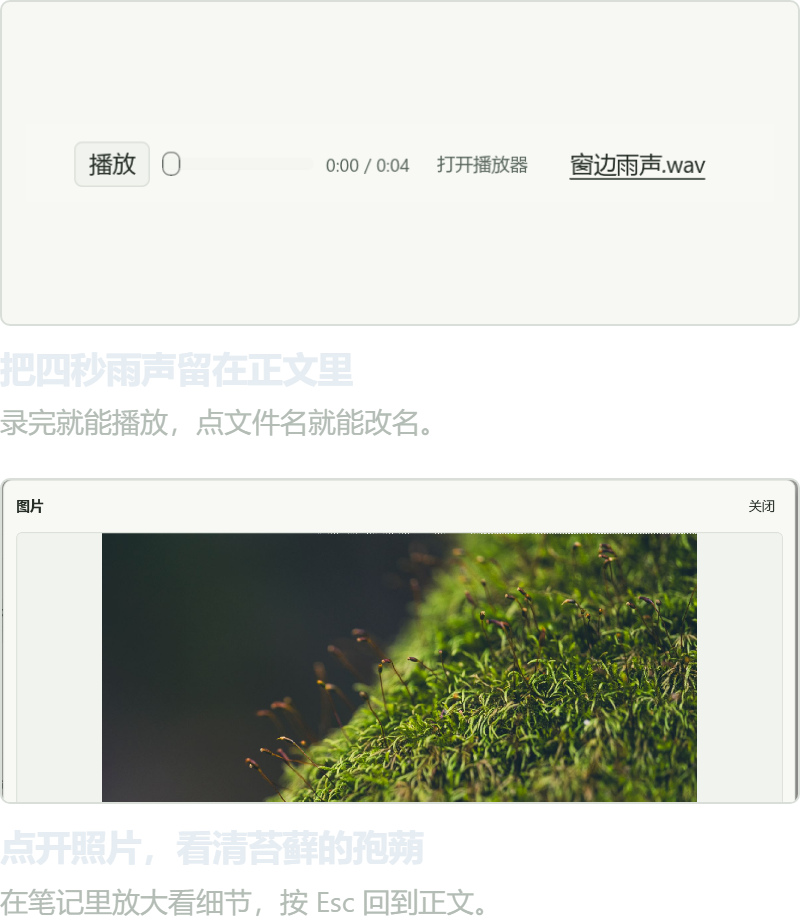 播放 0:00 / 0:04 打开播放器 窗边雨声.wav
把四秒雨声留在正文里
录完就能播放，点文件名就能改名。
图片 关闭
点开照片，看清苔藓的孢蒴
在笔记里放大看细节，按 Esc 回到正文。